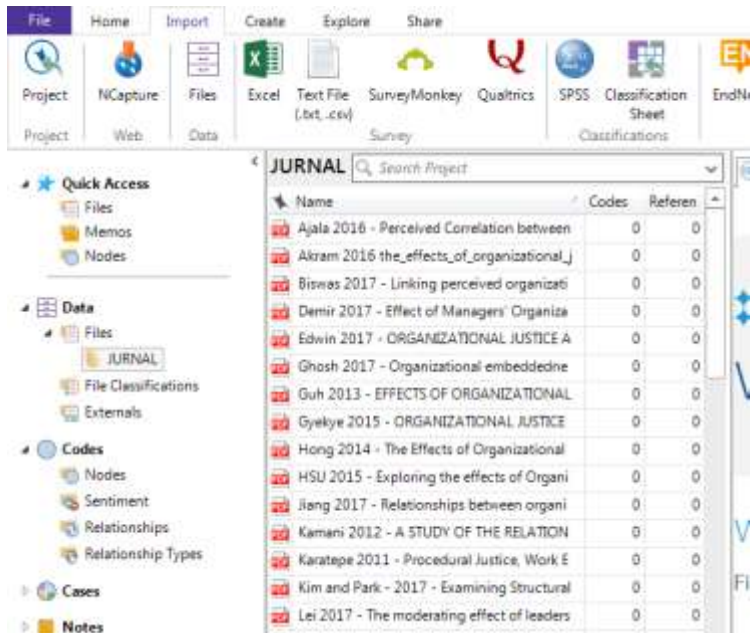 File Home Import Create Explore Share
Project NCapture Files Excel Text File (.txt, .csv) SurveyMonkey Qualtrics SPSS Classification Sheet
Project Web Data Survey Classifications
Quick Access
Files
Memos
Nodes
Data
Files
JURNAL
File Classifications
Externals
Codes
Nodes
Sentiment
Relationships
Relationship Types
Cases
Notes
JURNAL Search Project
Name Codes Referen
Ajala 2016 - Perceived Correlation between 0 0
Akram 2016 the_effects_of_organizational_j 0 0
Biswas 2017 - Linking perceived organizati 0 0
Demir 2017 - Effect of Managers' Organiza 0 0
Edwin 2017 - ORGANIZATIONAL JUSTICE A 0 0
Ghosh 2017 - Organizational embeddedne 0 0
Guh 2013 - EFFECTS OF ORGANIZATIONAL 0 0
Gyekye 2015 - ORGANIZATIONAL JUSTICE 0 0
Hong 2014 - The Effects of Organizational 0 0
HSU 2015 - Exploring the effects of Organi 0 0
Jiang 2017 - Relationships between organi 0 0
Kamani 2012 - A STUDY OF THE RELATION 0 0
Karatepe 2011 - Procedural Justice, Work E 0 0
Kim and Park - 2017 - Examining Structural 0 0
Lei 2017 - The moderating effect of leaders 0 0